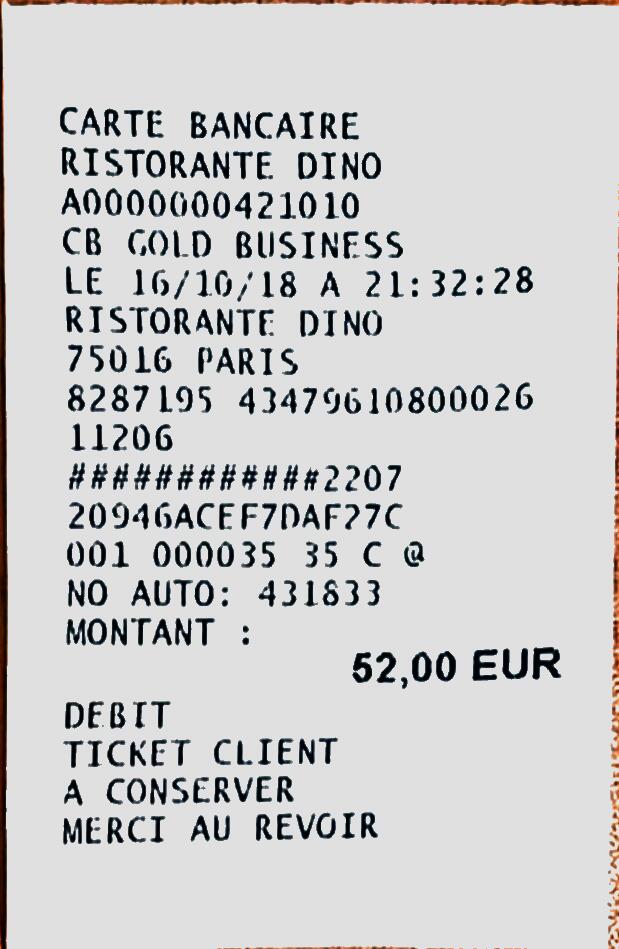 CARTE BANCAIRE
RISTORANTE DINO
A0000000421010
CB GOLD BUSINESS
LE 16/10/18 A 21:32:28
RISTORANTE DINO
75016 PARIS
8287195 43479610800026
11206
############2207
20946ACEF7DAF77C
001 000035 35 C @
NO AUTO: 431833
MONTANT :
52,00 EUR
DEBIT
TICKET CLIENT
A CONSERVER
MERCI AU REVOIR